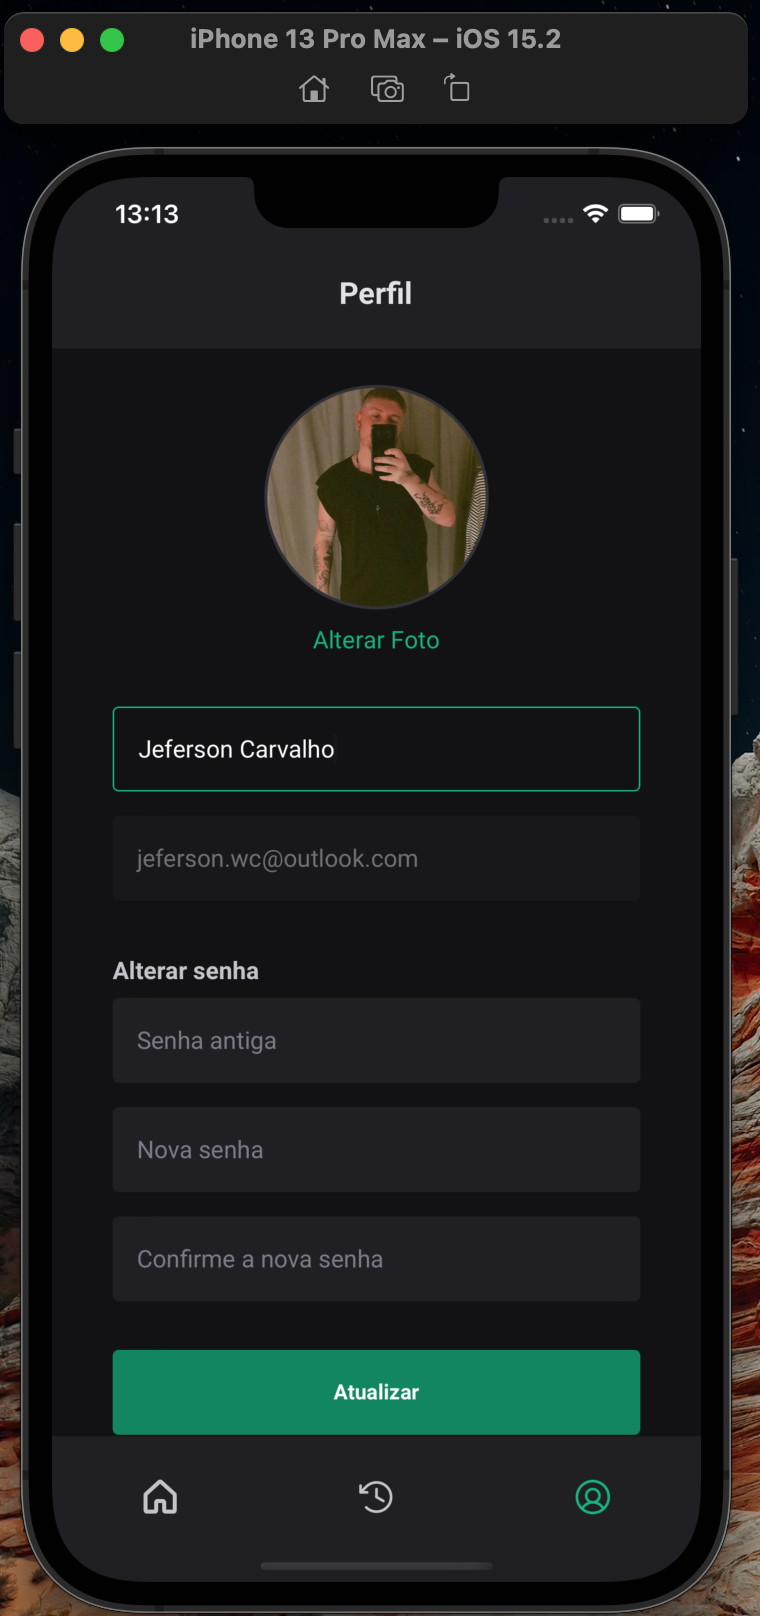 iPhone 13 Pro Max – iOS 15.2
13:13
Perfil
Alterar Foto
Jeferson Carvalho
jeferson.wc@outlook.com
Alterar senha
Senha antiga
Nova senha
Confirme a nova senha
Atualizar